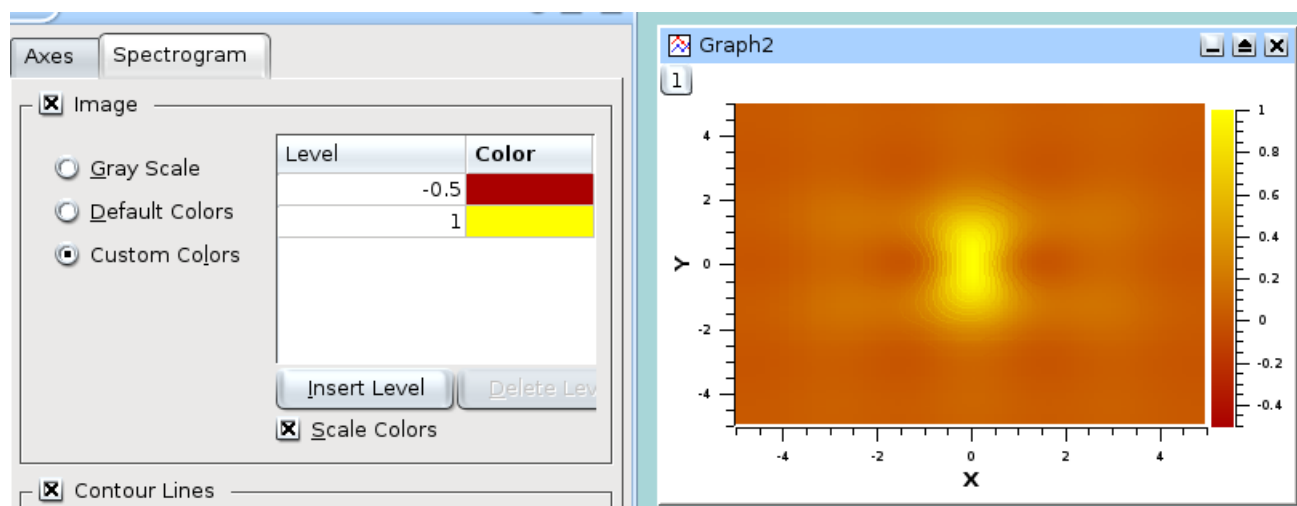 Axes
Spectrogram
Image
Gray Scale
Default Colors
Custom Colors
Level
Color
-0.5
1
Insert Level
Delete Lev
Scale Colors
Contour Lines
Graph2
1
4
2
0
-2
-4
Y
-4
-2
0
2
4
X
1
0.8
0.6
0.4
0.2
0
-0.2
-0.4